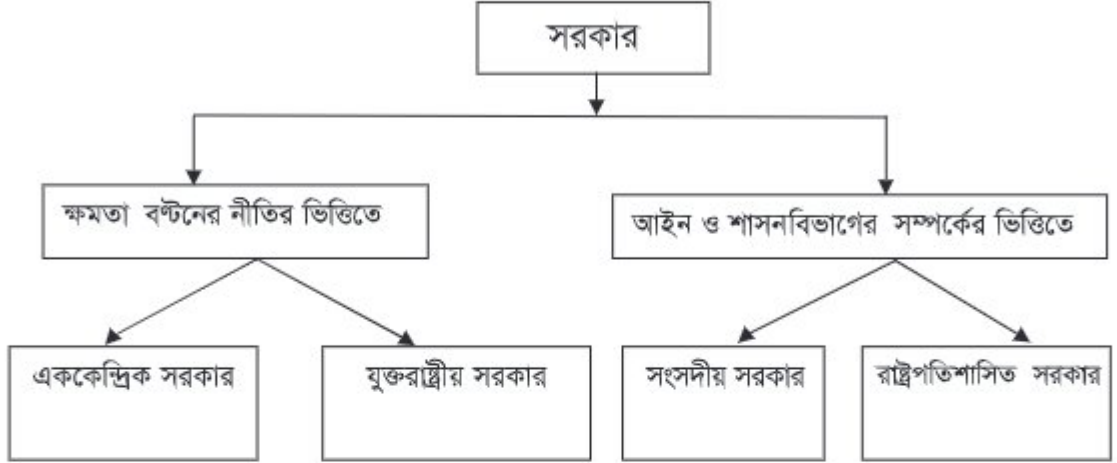 সরকার
ক্ষমতা বণ্টনের নীতির ভিত্তিতে
আইন ও শাসনবিভাগের সম্পর্কের ভিত্তিতে
এককেন্দ্রিক সরকার
যুক্তরাষ্ট্রীয় সরকার
সংসদীয় সরকার
রাষ্ট্রপতিশাসিত সরকার